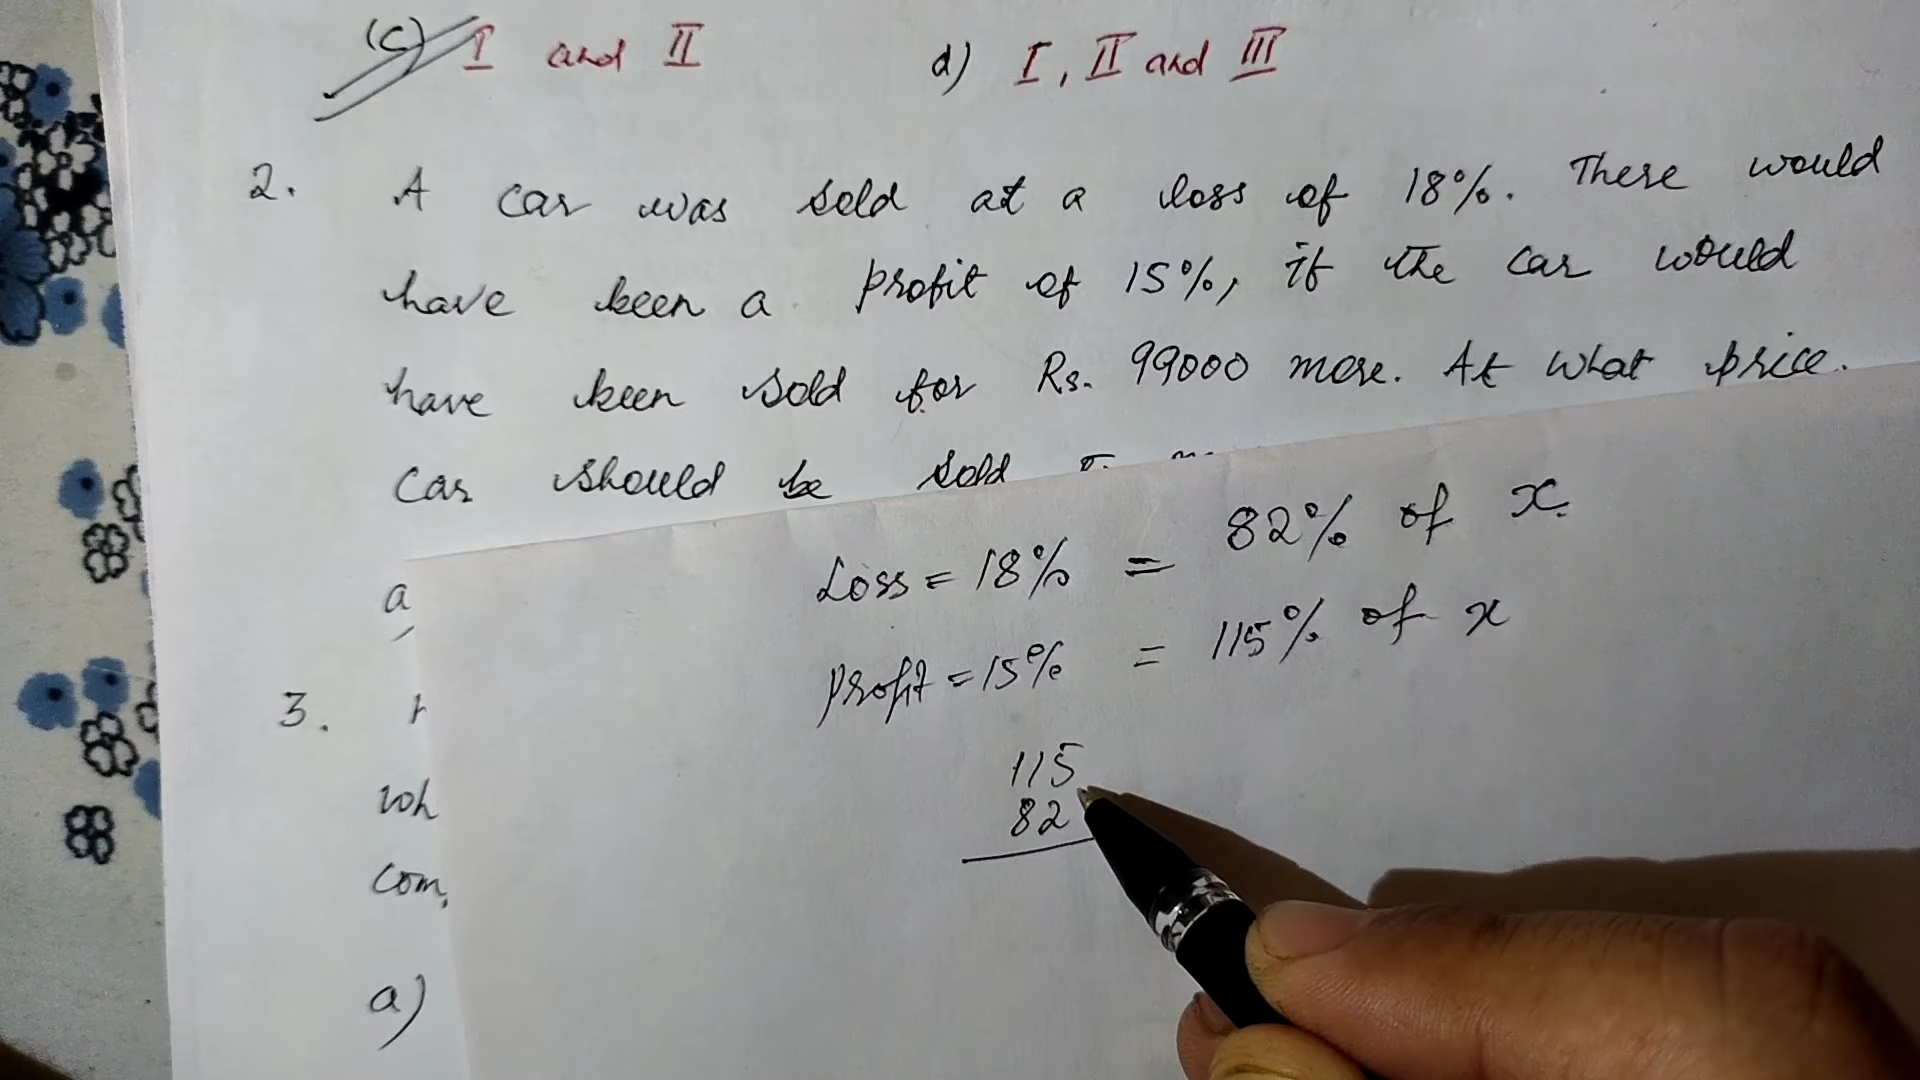 (c) I and II d) I, II and III
2. A car was sold at a loss of 18%. There would
have been a profit of 15%, if the car would
have been sold for Rs. 99000 more. At what price
car should be sold
Loss = 18% = 82% of x.
a
Profit = 15% = 115% of x
3.
115
wh
82
com
a)